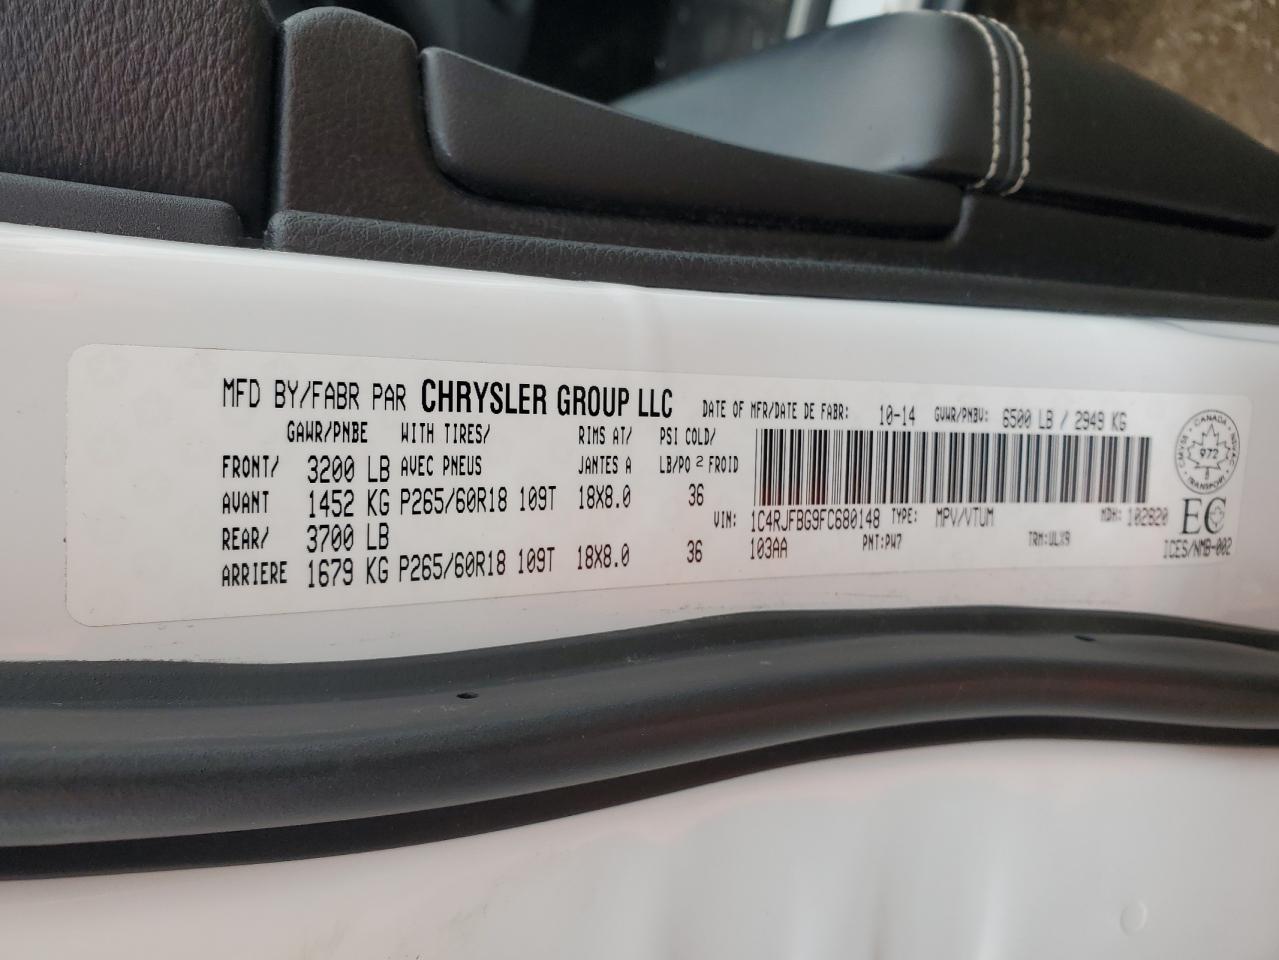 MFD BY/FABR PAR CHRYSLER GROUP LLC DATE OF MFR/DATE DE FABR: 10-14 GVWR/PNBV: 6500 LB / 2949 KG
GAWR/PNBE WITH TIRES/ RIMS AT/ PSI COLD/
FRONT/ 3200 LB AVEC PNEUS JANTES A LB/PO 2 FROID
AVANT 1452 KG P265/60R18 109T 18X8.0 36
REAR/ 3700 LB
ARRIERE 1679 KG P265/60R18 109T 18X8.0 36
VIN: 1C4RJFBG9FC680148 TYPE: MPV/VTUM MDH: 102820
103AA PNT:PW7 TRM:ULX9
CANADA
972
TRANSPORT
EC
ICES/NMB-002